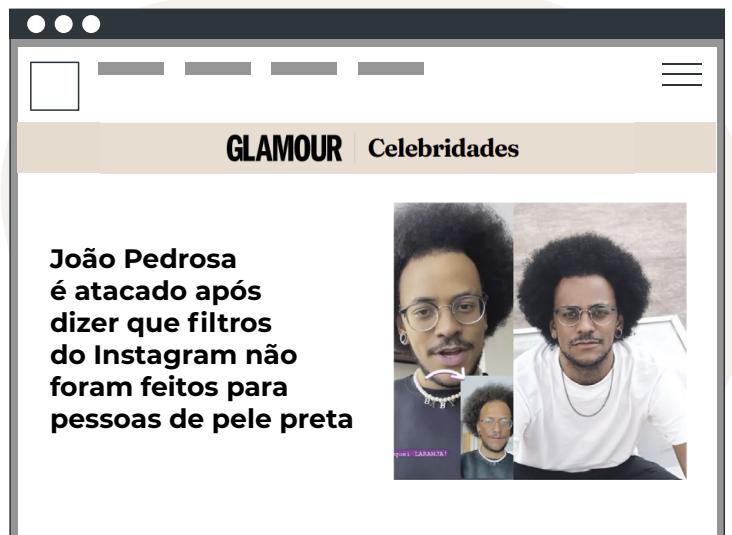 GLAMOUR | Celebridades
João Pedrosa
é atacado após
dizer que filtros
do Instagram não
foram feitos para
pessoas de pele preta
quei LARANJA!